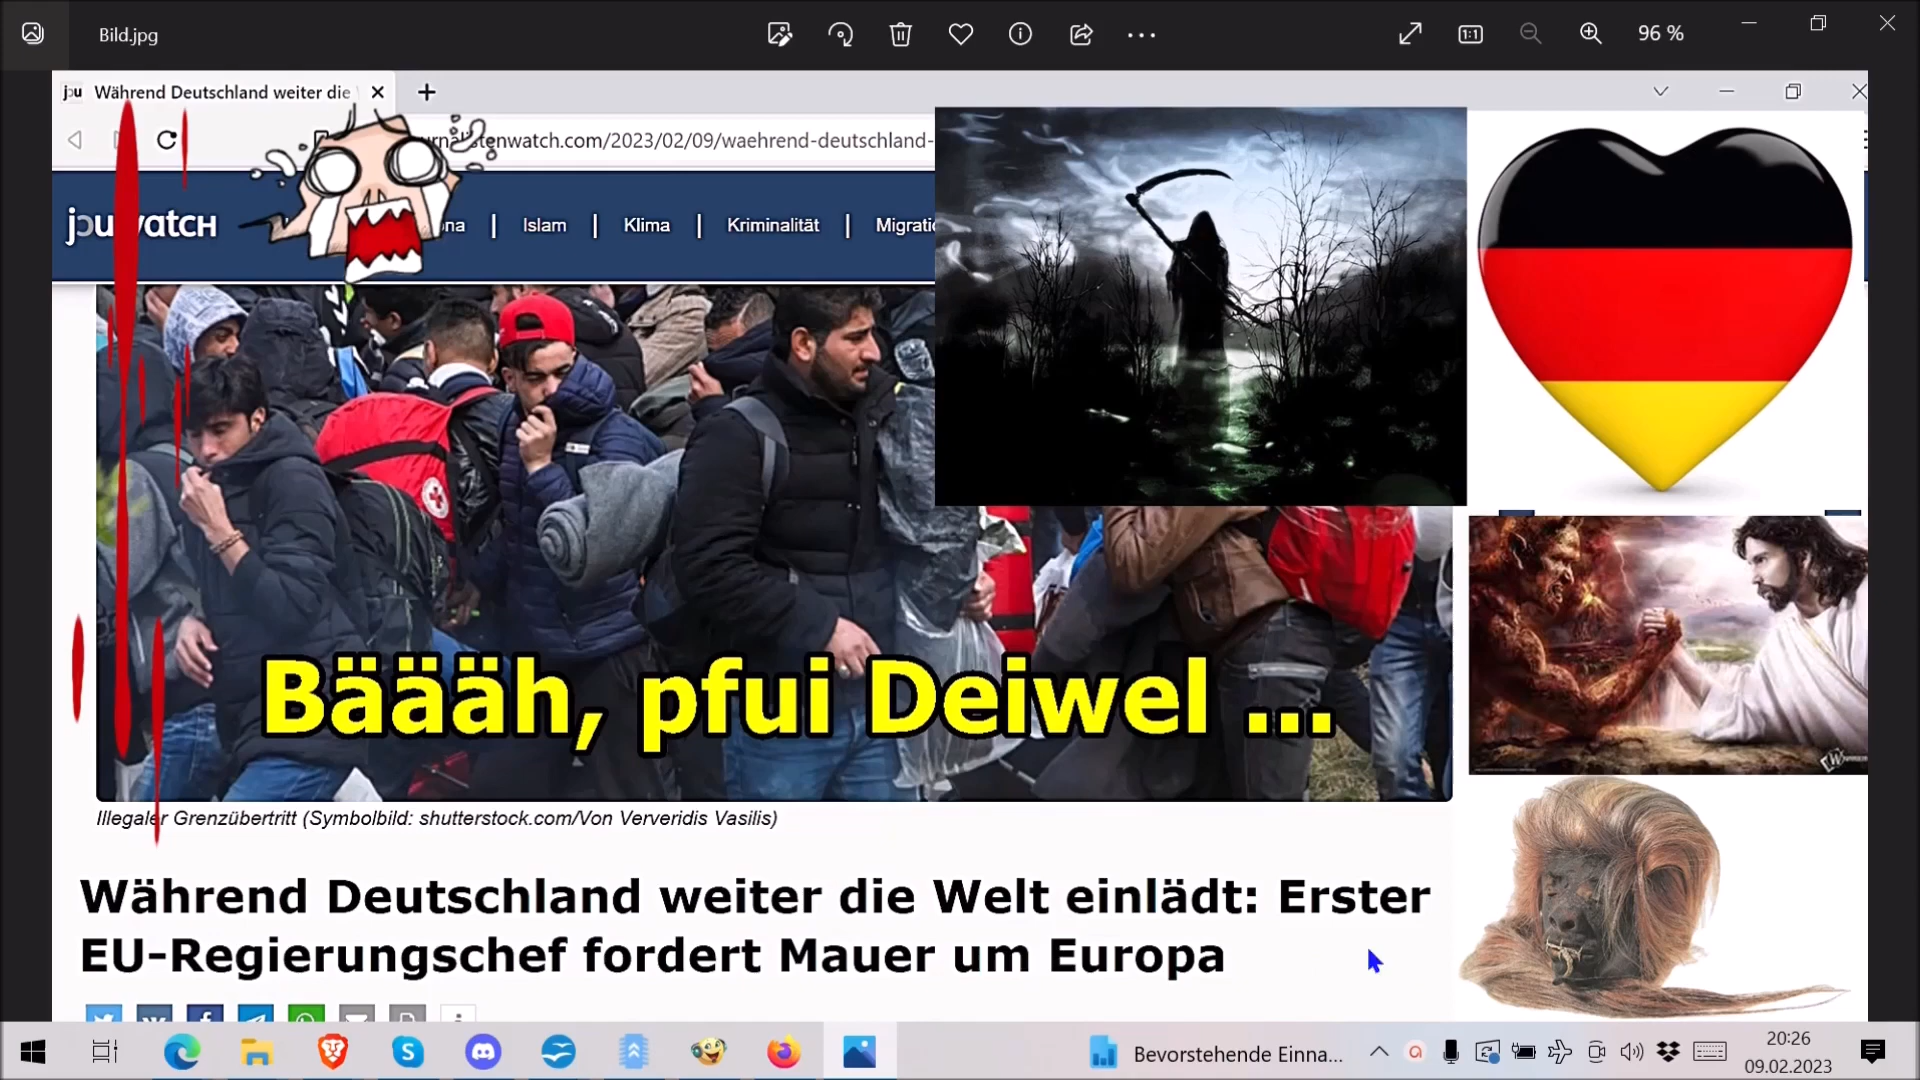 Bild.jpg
96 %
jou Während Deutschland weiter die
tenwatch.com/2023/02/09/waehrend-deutschland-
jouwatch
Islam | Klima | Kriminalität |
Bäääh, pfui Deiwel ...
Illegaler Grenzübertritt (Symbolbild: shutterstock.com/Von Ververidis Vasilis)
Während Deutschland weiter die Welt einlädt: Erster
EU-Regierungschef fordert Mauer um Europa
Bevorstehende Einna...
20:26
09.02.2023